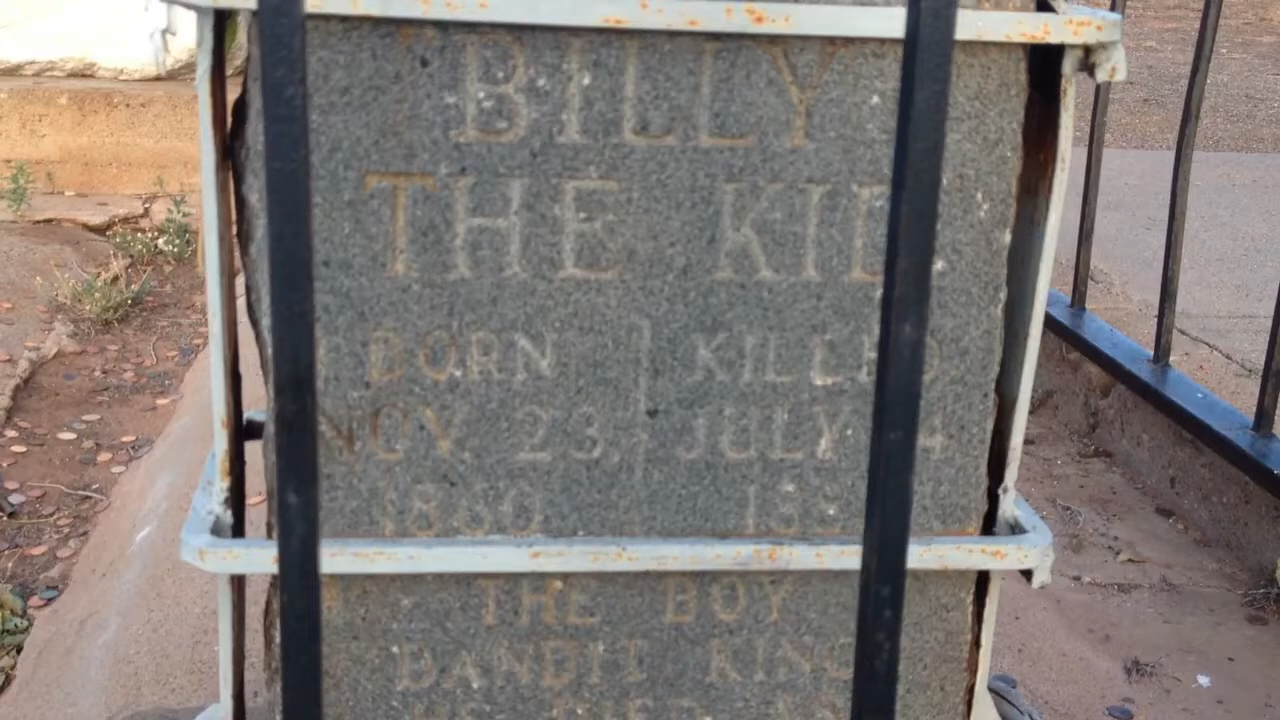 BILLY
THE KID
BORN KILLED
NOV. 23, JULY
1860
THE BOY
BANDIT KING